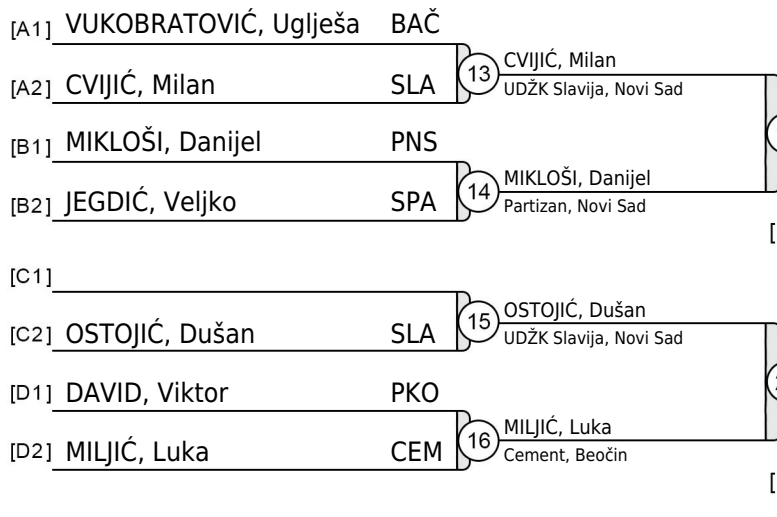 [A1] VUKOBRATOVIĆ, Uglješa BAČ
13 CVIJIĆ, Milan
[A2] CVIJIĆ, Milan SLA
UDŽK Slavija, Novi Sad
[B1] MIKLOŠI, Danijel PNS
14 MIKLOŠI, Danijel
[B2] JEGDIĆ, Veljko SPA
Partizan, Novi Sad
[
[C1]
15 OSTOJIĆ, Dušan
[C2] OSTOJIĆ, Dušan SLA
UDŽK Slavija, Novi Sad
[D1] DAVID, Viktor PKO
16 MILJIĆ, Luka
[D2] MILJIĆ, Luka CEM
Cement, Beočin
[